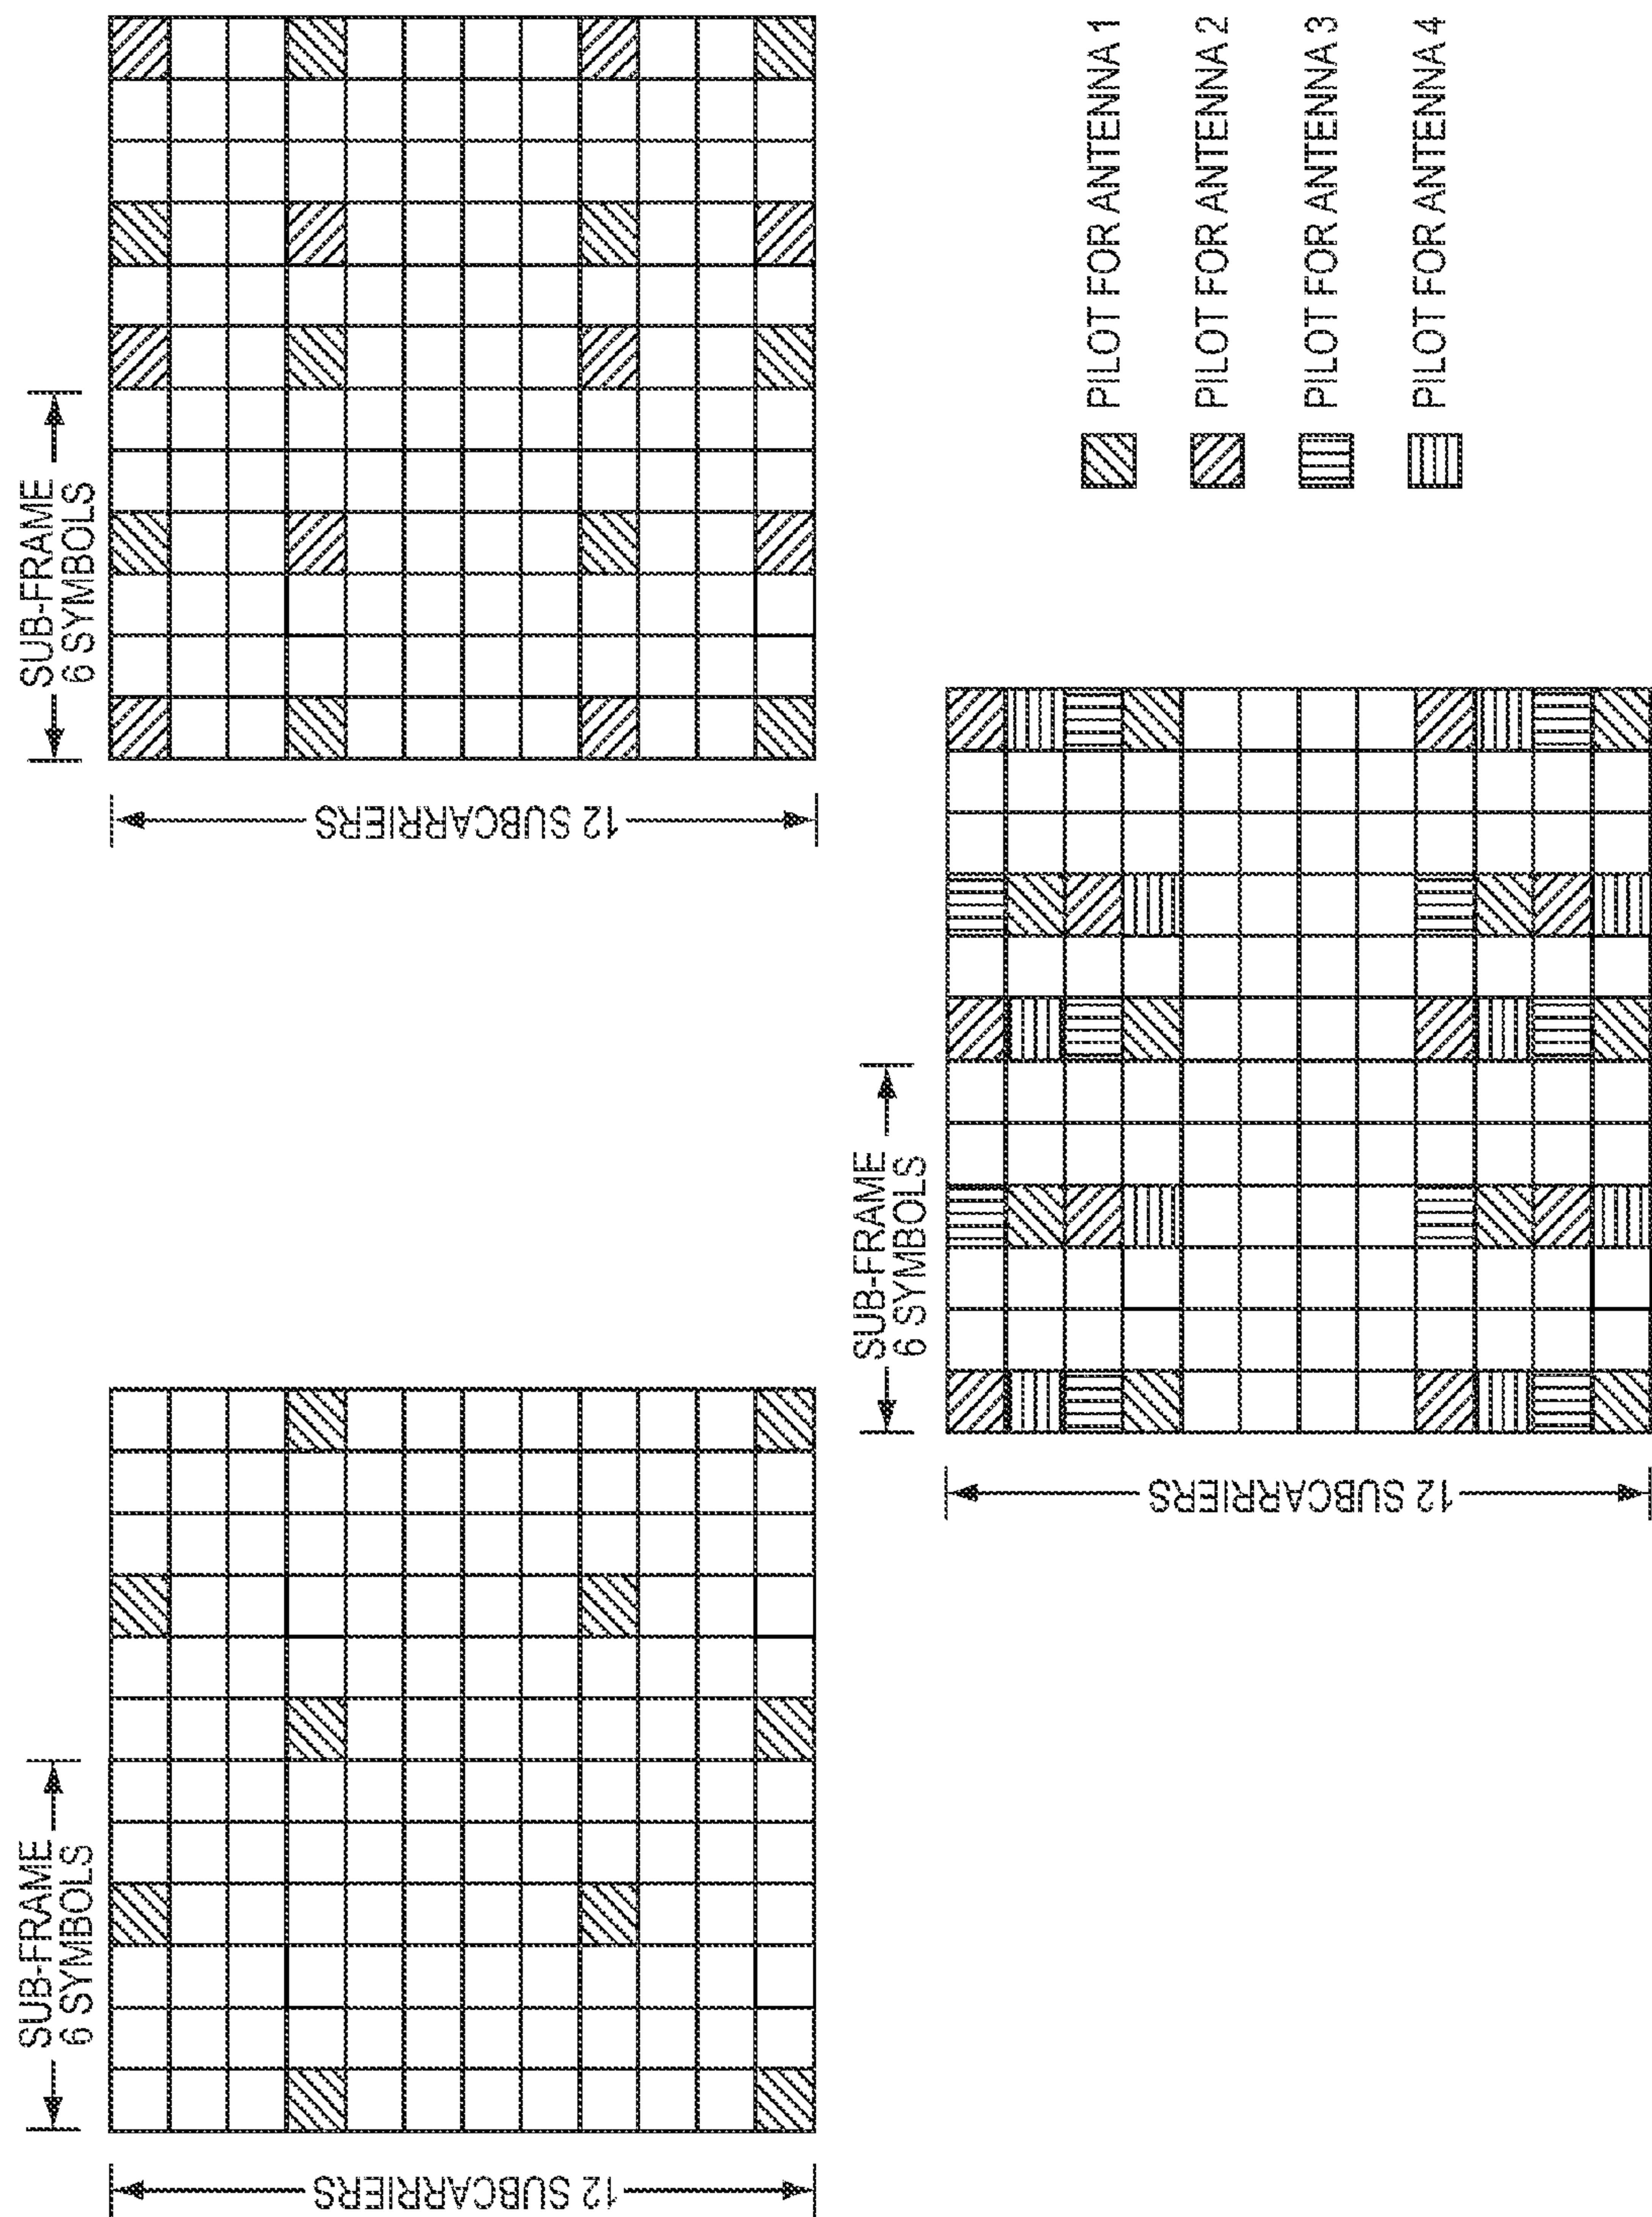 SUB-FRAME
6 SYMBOLS
12 SUBCARRIERS
SUB-FRAME
6 SYMBOLS
12 SUBCARRIERS
SUB-FRAME
6 SYMBOLS
12 SUBCARRIERS
PILOT FOR ANTENNA 1
PILOT FOR ANTENNA 2
PILOT FOR ANTENNA 3
PILOT FOR ANTENNA 4